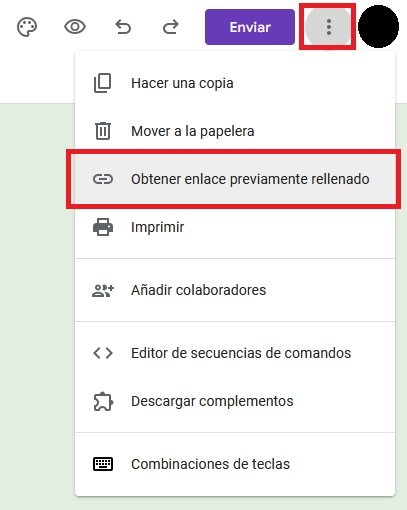 Enviar
Hacer una copia
Mover a la papelera
Obtener enlace previamente rellenado
Imprimir
Añadir colaboradores
Editor de secuencias de comandos
Descargar complementos
Combinaciones de teclas